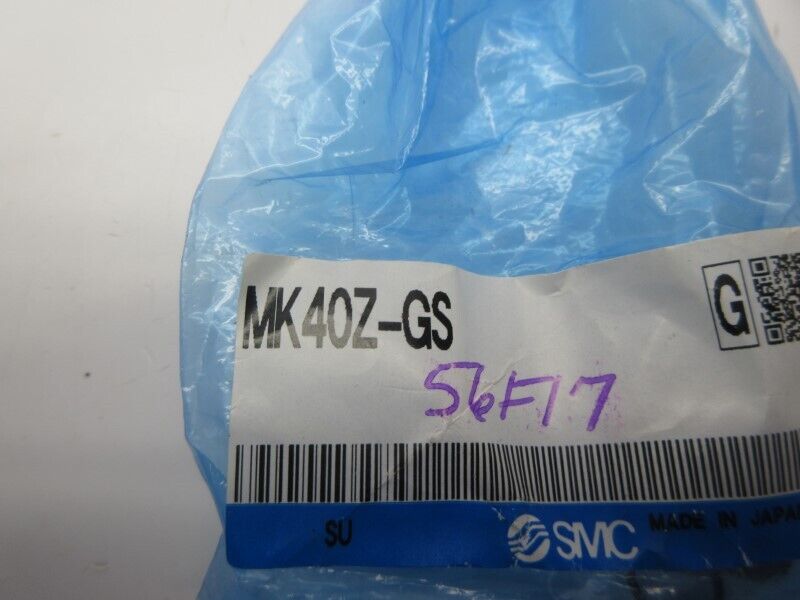 MK40Z-GS
G
56F17
SU
SMC
MADE IN JAPAN